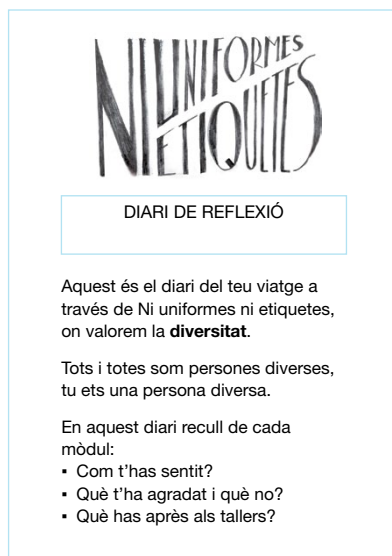 NI UNIFORMES
NI ETIQUETES
DIARI DE REFLEXIÓ
Aquest és el diari del teu viatge a
través de Ni uniformes ni etiquetes,
on valorem la diversitat.
Tots i totes som persones diverses,
tu ets una persona diversa.
En aquest diari recull de cada
mòdul:
▪ Com t’has sentit?
▪ Què t’ha agradat i què no?
▪ Què has après als tallers?